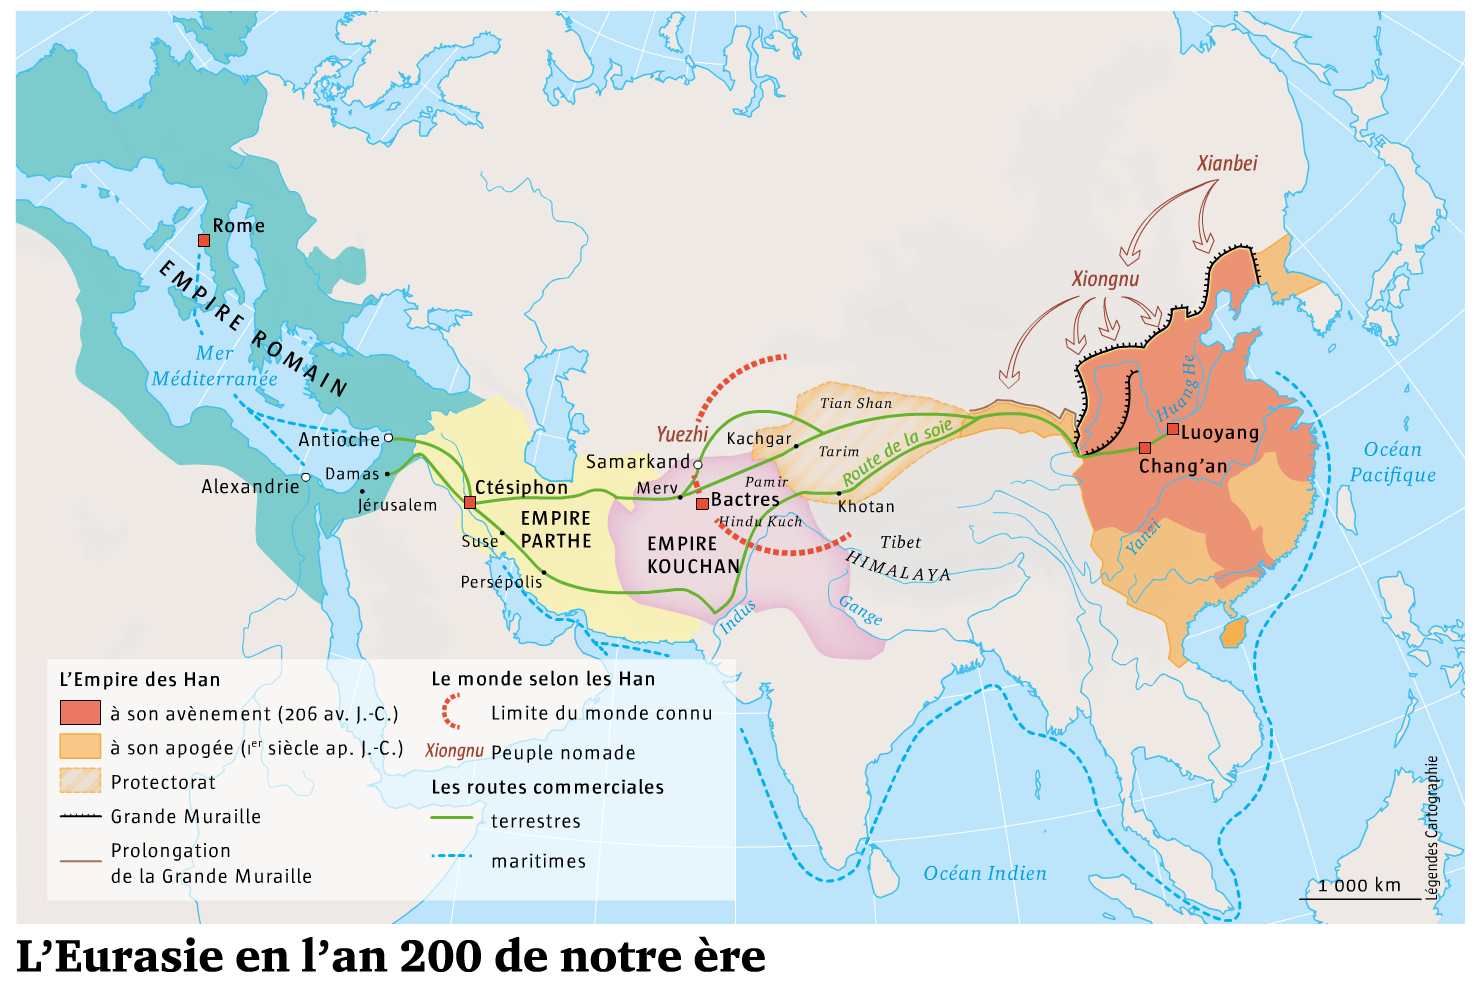 Xianbei
Rome
Xiongnu
EMPIRE ROMAIN
Mer
Méditerranée
Huang He
Tian Shan
Yuezhi
Kachgar
Antioche
Luoyang
Route de la soie
Tarim
Océan
Pacifique
Samarkand
Chang’an
Damas
Alexandrie
Ctésiphon
Merv
Pamir
Bactres
Jérusalem
Khotan
EMPIRE
PARTHE
Hindu Kuch
Suse
EMPIRE
KOUCHAN
Tibet
Yanzi
HIMALAYA
Persépolis
Indus
Gange
L’Empire des Han
à son avènement (206 av. J.-C.)
à son apogée (Ier siècle ap. J.-C.)
Protectorat
Grande Muraille
Prolongation
de la Grande Muraille
Le monde selon les Han
Limite du monde connu
Xiongnu Peuple nomade
Les routes commerciales
terrestres
maritimes
Océan Indien
1 000 km
Légendes Cartographie
L’Eurasie en l’an 200 de notre ère